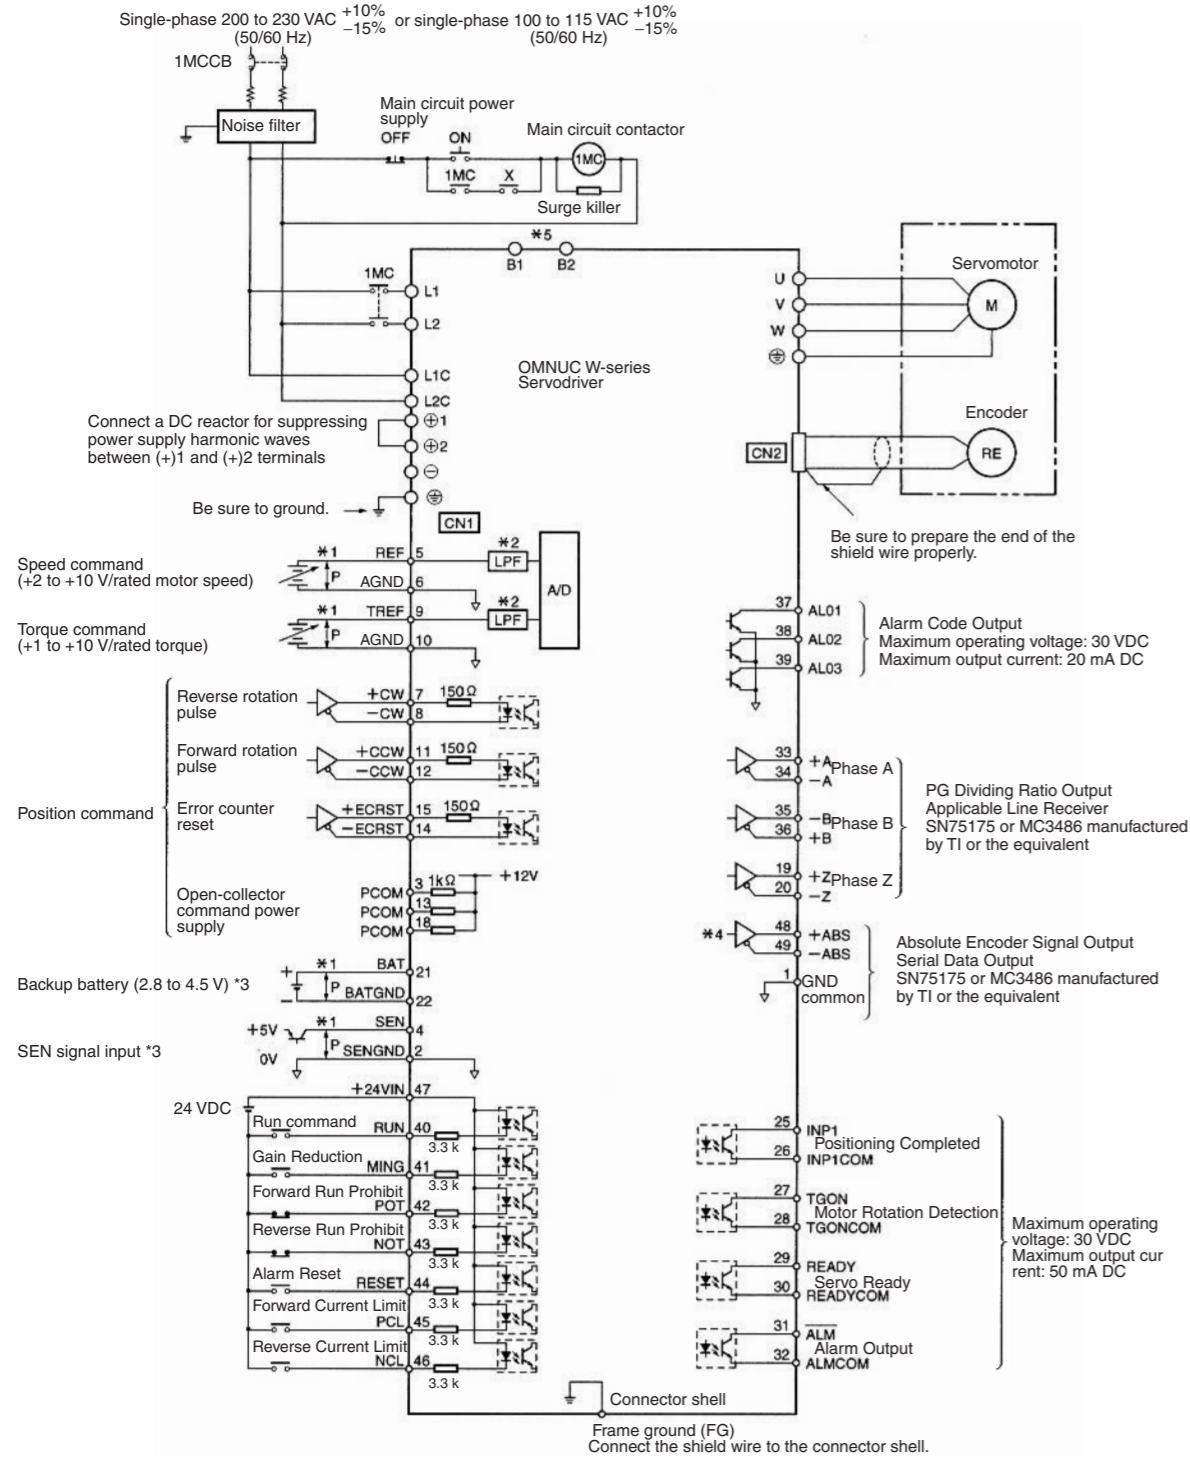 Single-phase 200 to 230 VAC +10% −15% or single-phase 100 to 115 VAC +10% −15%
(50/60 Hz) (50/60 Hz)
1MCCB
Noise filter
Main circuit power
supply
OFF ON
Main circuit contactor
1MC
1MC X
Surge killer
*5
B1 B2
1MC
L1
L2
L1C
L2C
OMNUC W-series
Servodriver
U
V
W
Servomotor
M
Connect a DC reactor for suppressing
power supply harmonic waves
between (+)1 and (+)2 terminals
⊕1
⊕2
⊖
Be sure to ground.
CN1
CN2
Encoder
RE
Be sure to prepare the end of the
shield wire properly.
Speed command
(+2 to +10 V/rated motor speed)
*1 REF 5 *2
P LPF
AGND 6
A/D
Torque command
(+1 to +10 V/rated torque)
*1 TREF 9 *2
P LPF
AGND 10
Position command
Reverse rotation
pulse
+CW 7 150Ω
−CW 8
Forward rotation
pulse
+CCW 11 150Ω
−CCW 12
Error counter
reset
+ECRST 15 150Ω
−ECRST 14
Open-collector
command power
supply
PCOM 3 1kΩ +12V
PCOM 13
PCOM 18
Backup battery (2.8 to 4.5 V) *3
+ *1 BAT 21
P
− BATGND 22
SEN signal input *3
+5V *1 SEN 4
P
0V SENGND 2
+24VIN 47
24 VDC
Run command
RUN 40
3.3 k
Gain Reduction
MING 41
3.3 k
Forward Run Prohibit
POT 42
3.3 k
Reverse Run Prohibit
NOT 43
3.3 k
Alarm Reset
RESET 44
3.3 k
Forward Current Limit
PCL 45
3.3 k
Reverse Current Limit
NCL 46
3.3 k
37 AL01
38 AL02
39 AL03
Alarm Code Output
Maximum operating voltage: 30 VDC
Maximum output current: 20 mA DC
33 +A
Phase A
34 −A
35 −B
Phase B
36 +B
19 +Z
Phase Z
20 −Z
PG Dividing Ratio Output
Applicable Line Receiver
SN75175 or MC3486 manufactured
by TI or the equivalent
*4 48 +ABS
49 −ABS
1 GND
common
Absolute Encoder Signal Output
Serial Data Output
SN75175 or MC3486 manufactured
by TI or the equivalent
25 INP1
Positioning Completed
26 INP1COM
27 TGON
Motor Rotation Detection
28 TGONCOM
29 READY
Servo Ready
30 READYCOM
31 ALM
Alarm Output
32 ALMCOM
Maximum operating
voltage: 30 VDC
Maximum output cur
rent: 50 mA DC
Connector shell
Frame ground (FG)
Connect the shield wire to the connector shell.